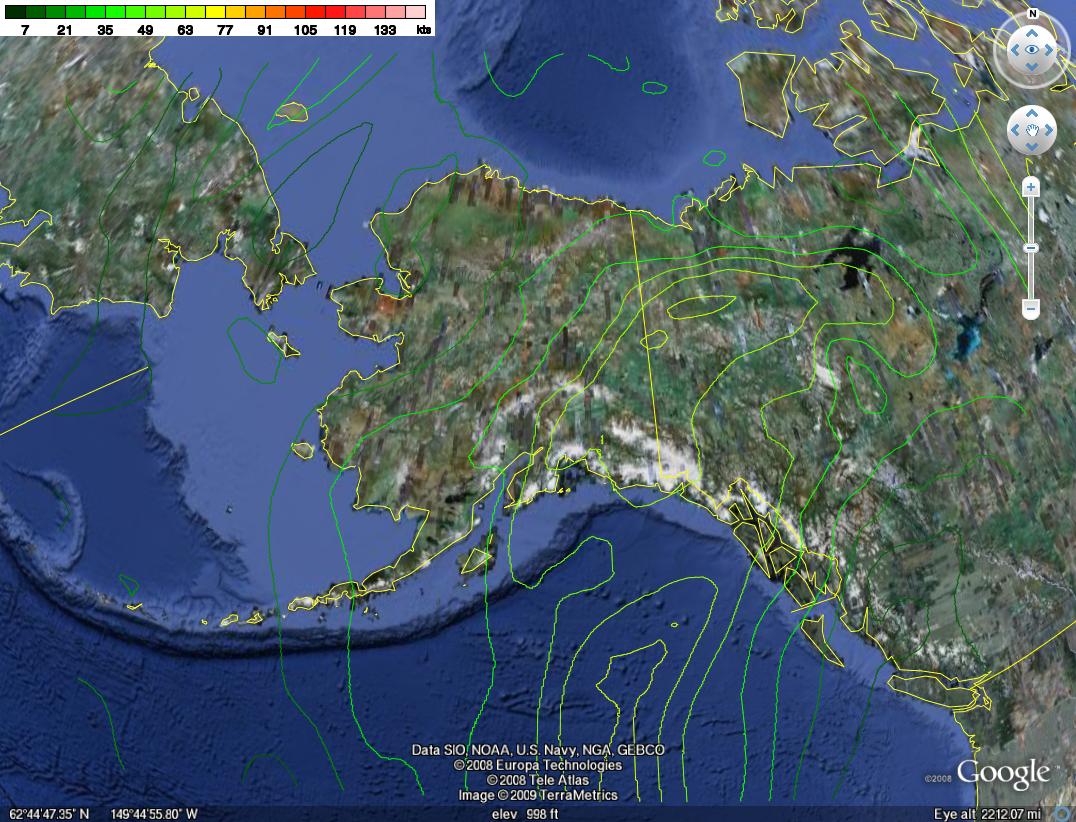 7 21 35 49 63 77 91 105 119 133 kts
N
1
Data SIO, NOAA, U.S. Navy, NGA, GEBCO
© 2008 Europa Technologies
© 2008 Tele Atlas
Image © 2009 TerraMetrics
©2008 Google™
62°44'47.35" N 149°44'55.80" W elev 998 ft Eye alt 2212.07 mi